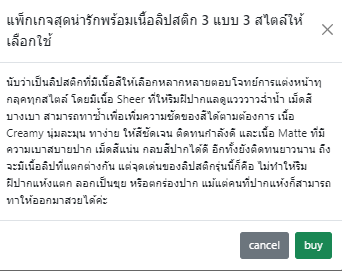 แพ็กเกจสุดน่ารักพร้อมเนื้อลิปสติก 3 แบบ 3 สไตล์ให้
เลือกใช้
นับว่าเป็นลิปสติกที่มีเนื้อสีให้เลือกหลากหลายตอบโจทย์การแต่งหน้าทุ
กลุคทุกสไตล์ โดยมีเนื้อ Sheer ที่ให้ริมฝีปากแลดูแวววาวฉ่ำน้ำ เม็ดสี
บางเบา สามารถทาซ้ำเพื่อเพิ่มความชัดของสีได้ตามต้องการ เนื้อ
Creamy นุ่มละมุน ทาง่าย ให้สีชัดเจน ติดทนกำลังดี และเนื้อ Matte ที่มี
ความเบาสบายปาก เม็ดสีแน่น กลบสีปากได้ดี อีกทั้งยังติดทนยาวนาน ถึง
จะมีเนื้อลิปที่แตกต่างกัน แต่จุดเด่นของลิปสติกรุ่นนี้ก็คือ ไม่ทำให้ริม
ฝีปากแห้งแตก ลอกเป็นขุย หรือตกร่องปาก แม้แต่คนที่ปากแห้งก็สามารถ
ทาให้ออกมาสวยได้ค่ะ
cancel
buy